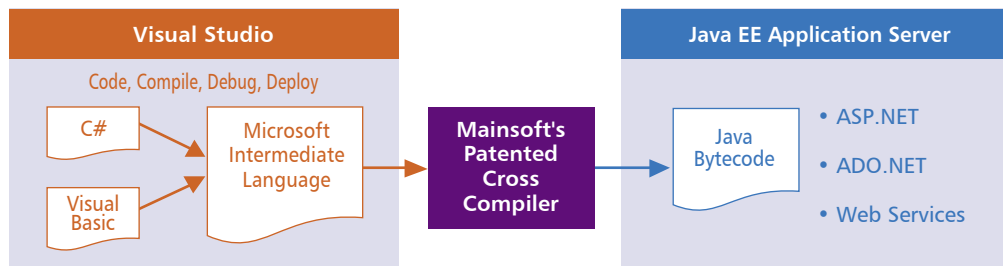 Visual Studio
Code, Compile, Debug, Deploy
C#
Visual
Basic
Microsoft
Intermediate
Language
Mainsoft's
Patented
Cross
Compiler
Java EE Application Server
Java
Bytecode
• ASP.NET
• ADO.NET
• Web Services